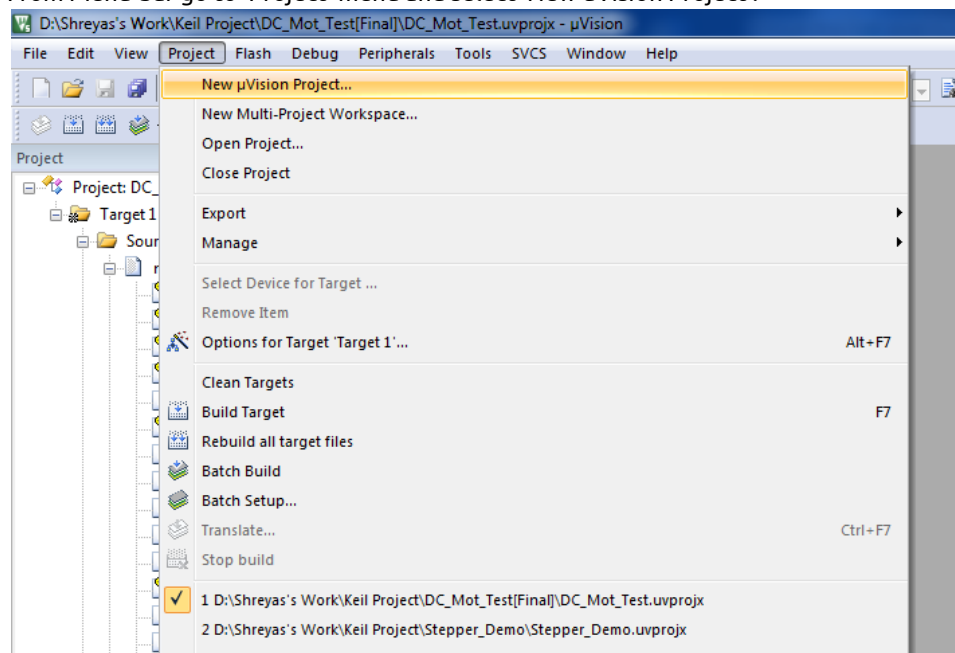 D:\Shreyas's Work\Keil Project\DC_Mot_Test[Final]\DC_Mot_Test.uvprojx - µVision
File Edit View Project Flash Debug Peripherals Tools SVCS Window Help
New µVision Project...
New Multi-Project Workspace...
Project
Open Project...
Close Project
Project: DC_
Target 1
Export
Sour
Manage
Select Device for Target ...
Remove Item
Options for Target 'Target 1'... Alt+F7
Clean Targets
Build Target F7
Rebuild all target files
Batch Build
Batch Setup...
Translate... Ctrl+F7
Stop build
1 D:\Shreyas's Work\Keil Project\DC_Mot_Test[Final]\DC_Mot_Test.uvprojx
2 D:\Shreyas's Work\Keil Project\Stepper_Demo\Stepper_Demo.uvprojx